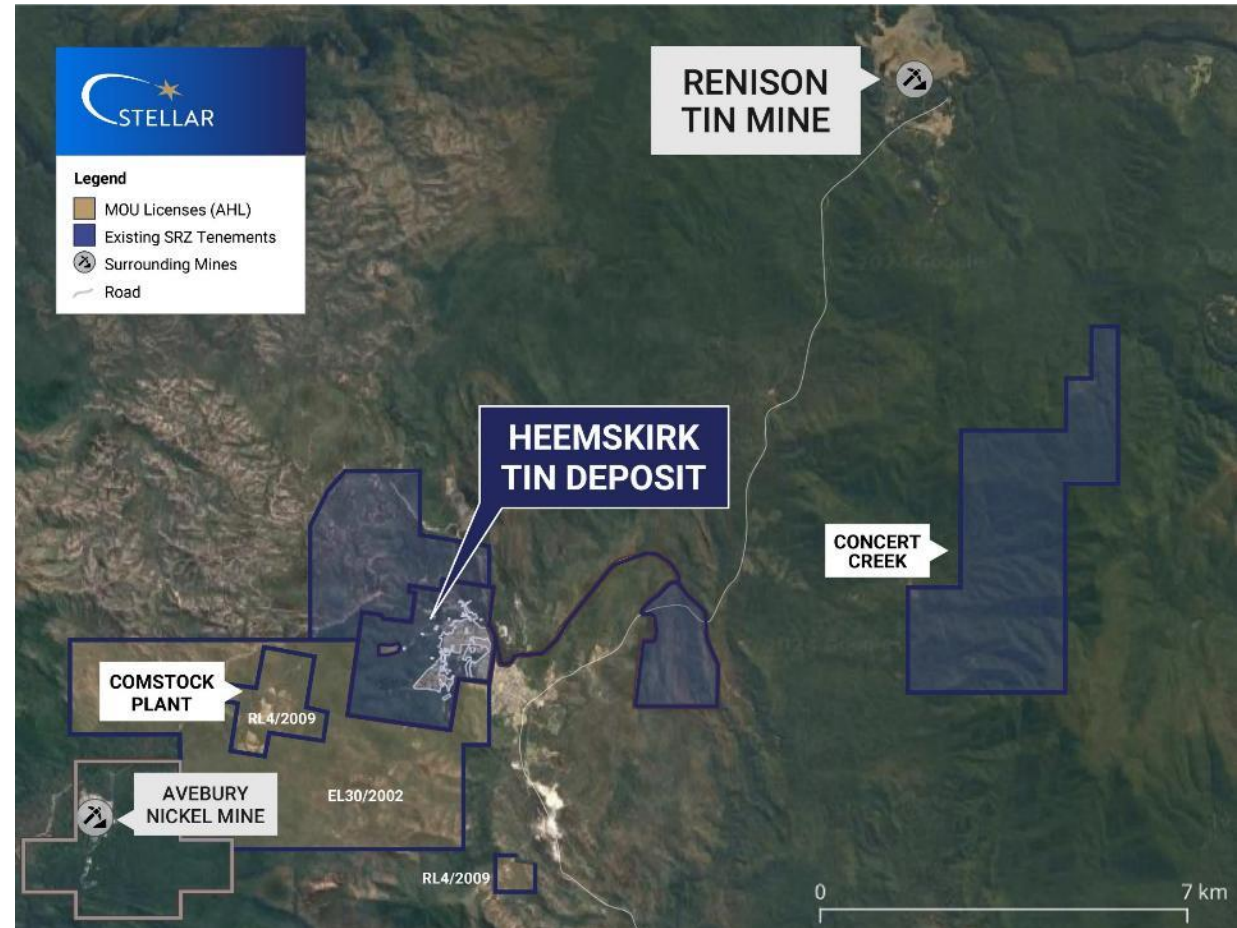 STELLAR
Legend
MOU Licenses (AHL)
Existing SRZ Tenements
Surrounding Mines
Road
RENISON
TIN MINE
HEEMSKIRK
TIN DEPOSIT
CONCERT
CREEK
COMSTOCK
PLANT
RL4/2009
AVEBURY
NICKEL MINE
EL30/2002
RL4/2009
0
7 km